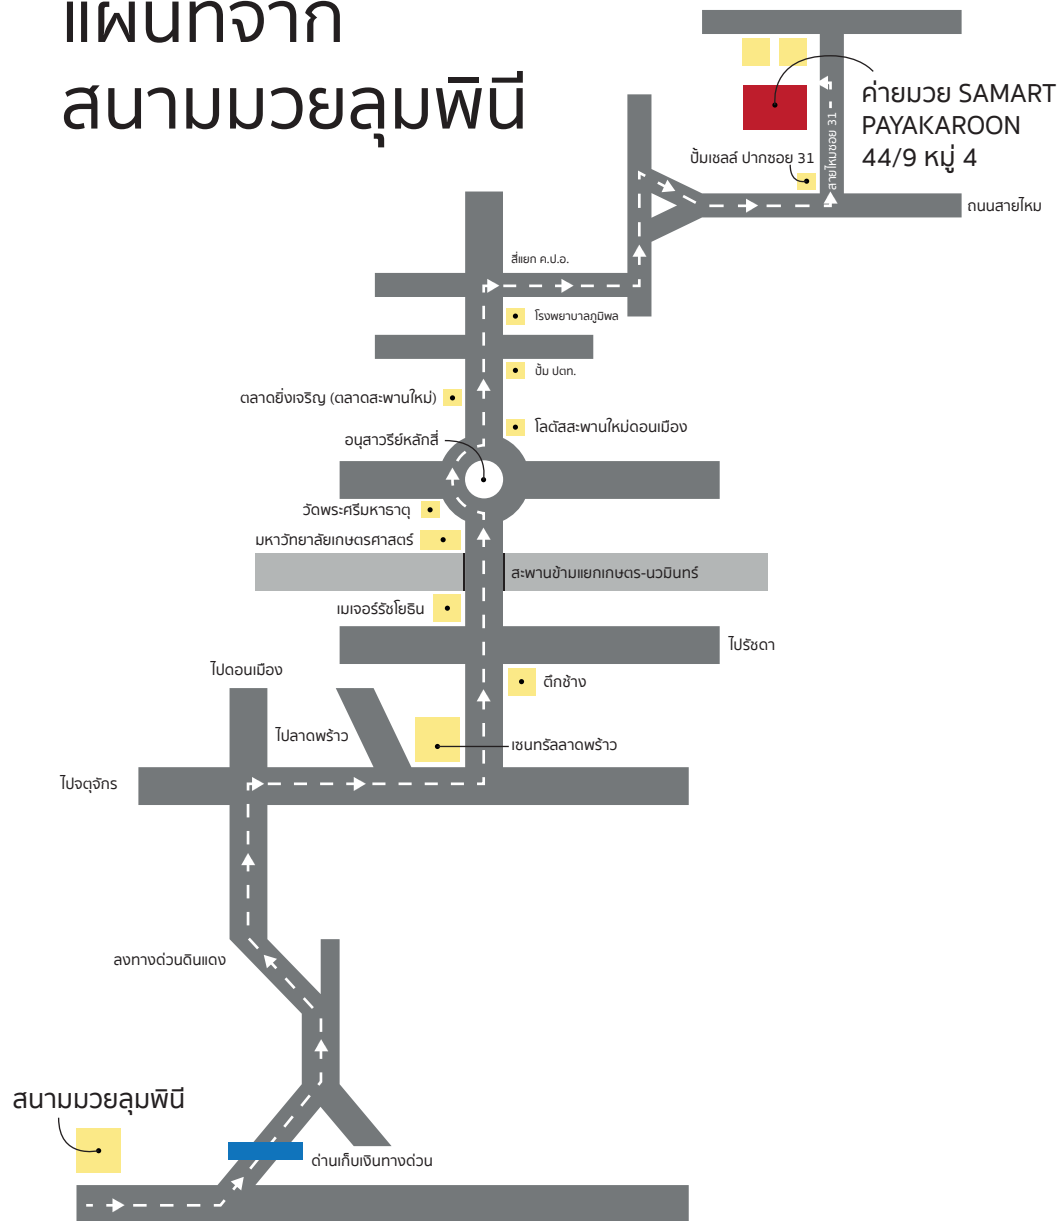 แผนที่จาก
สนามมวยลุมพินี
ค่ายมวย SAMART
PAYAKAROON
44/9 หมู่ 4
ปั้มเชลล์ ปากซอย 31
สายไหมซอย 31
ถนนสายไหม
สี่แยก ค.ป.อ.
โรงพยาบาลภูมิพล
ปั้ม ปตท.
ตลาดยิ่งเจริญ (ตลาดสะพานใหม่)
โลตัสสะพานใหม่ดอนเมือง
อนุสาวรีย์หลักสี่
วัดพระศรีมหาธาตุ
มหาวิทยาลัยเกษตรศาสตร์
สะพานข้ามแยกเกษตร-นวมินทร์
เมเจอร์รัชโยธิน
ไปรัชดา
ไปดอนเมือง
ตึกช้าง
ไปลาดพร้าว
เซนทรัลลาดพร้าว
ไปจตุจักร
ลงทางด่วนดินแดง
สนามมวยลุมพินี
ด่านเก็บเงินทางด่วน